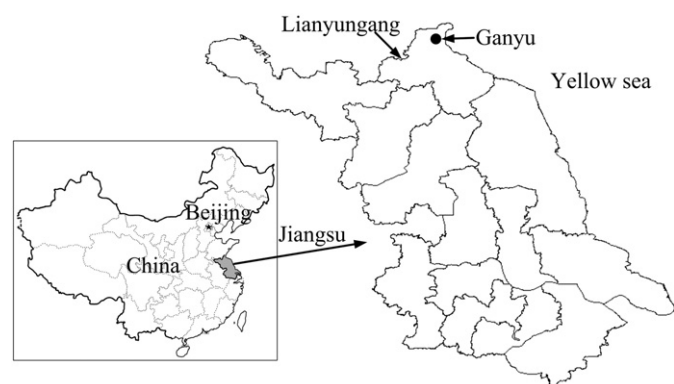 Lianyungang
Ganyu
Yellow sea
Beijing
Jiangsu
China